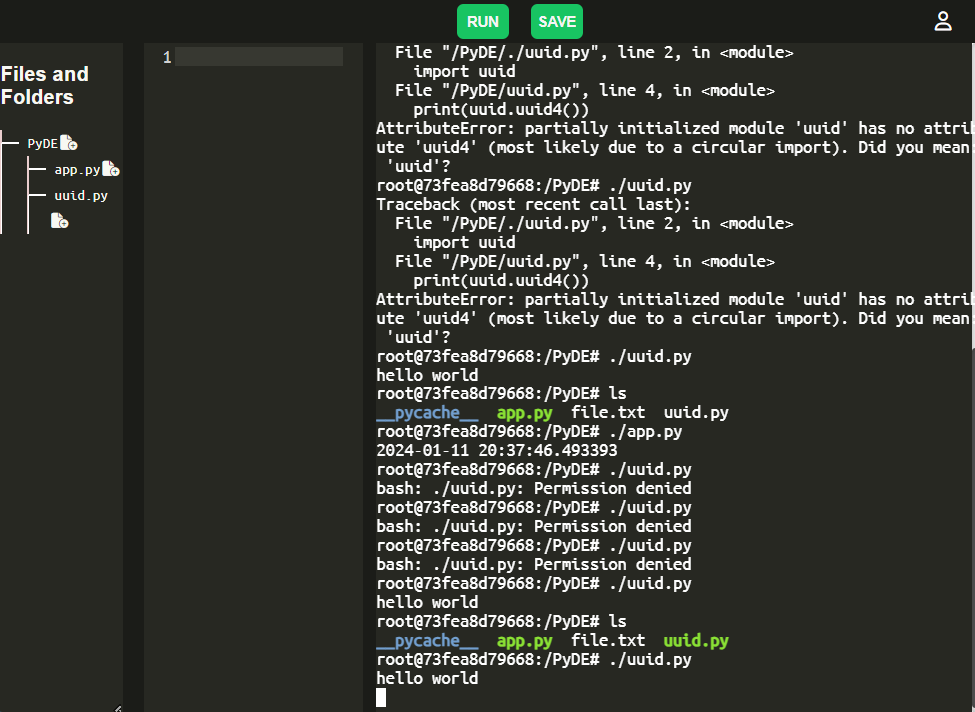 RUN
SAVE
Files and
Folders
PyDE
app.py
uuid.py
1
File "/PyDE/./uuid.py", line 2, in <module>
import uuid
File "/PyDE/uuid.py", line 4, in <module>
print(uuid.uuid4())
AttributeError: partially initialized module 'uuid' has no attrib
ute 'uuid4' (most likely due to a circular import). Did you mean:
'uuid'?
root@73fea8d79668:/PyDE# ./uuid.py
Traceback (most recent call last):
File "/PyDE/./uuid.py", line 2, in <module>
import uuid
File "/PyDE/uuid.py", line 4, in <module>
print(uuid.uuid4())
AttributeError: partially initialized module 'uuid' has no attrib
ute 'uuid4' (most likely due to a circular import). Did you mean:
'uuid'?
root@73fea8d79668:/PyDE# ./uuid.py
hello world
root@73fea8d79668:/PyDE# ls
__pycache__ app.py file.txt uuid.py
root@73fea8d79668:/PyDE# ./app.py
2024-01-11 20:37:46.493393
root@73fea8d79668:/PyDE# ./uuid.py
bash: ./uuid.py: Permission denied
root@73fea8d79668:/PyDE# ./uuid.py
bash: ./uuid.py: Permission denied
root@73fea8d79668:/PyDE# ./uuid.py
bash: ./uuid.py: Permission denied
root@73fea8d79668:/PyDE# ./uuid.py
hello world
root@73fea8d79668:/PyDE# ls
__pycache__ app.py file.txt uuid.py
root@73fea8d79668:/PyDE# ./uuid.py
hello world